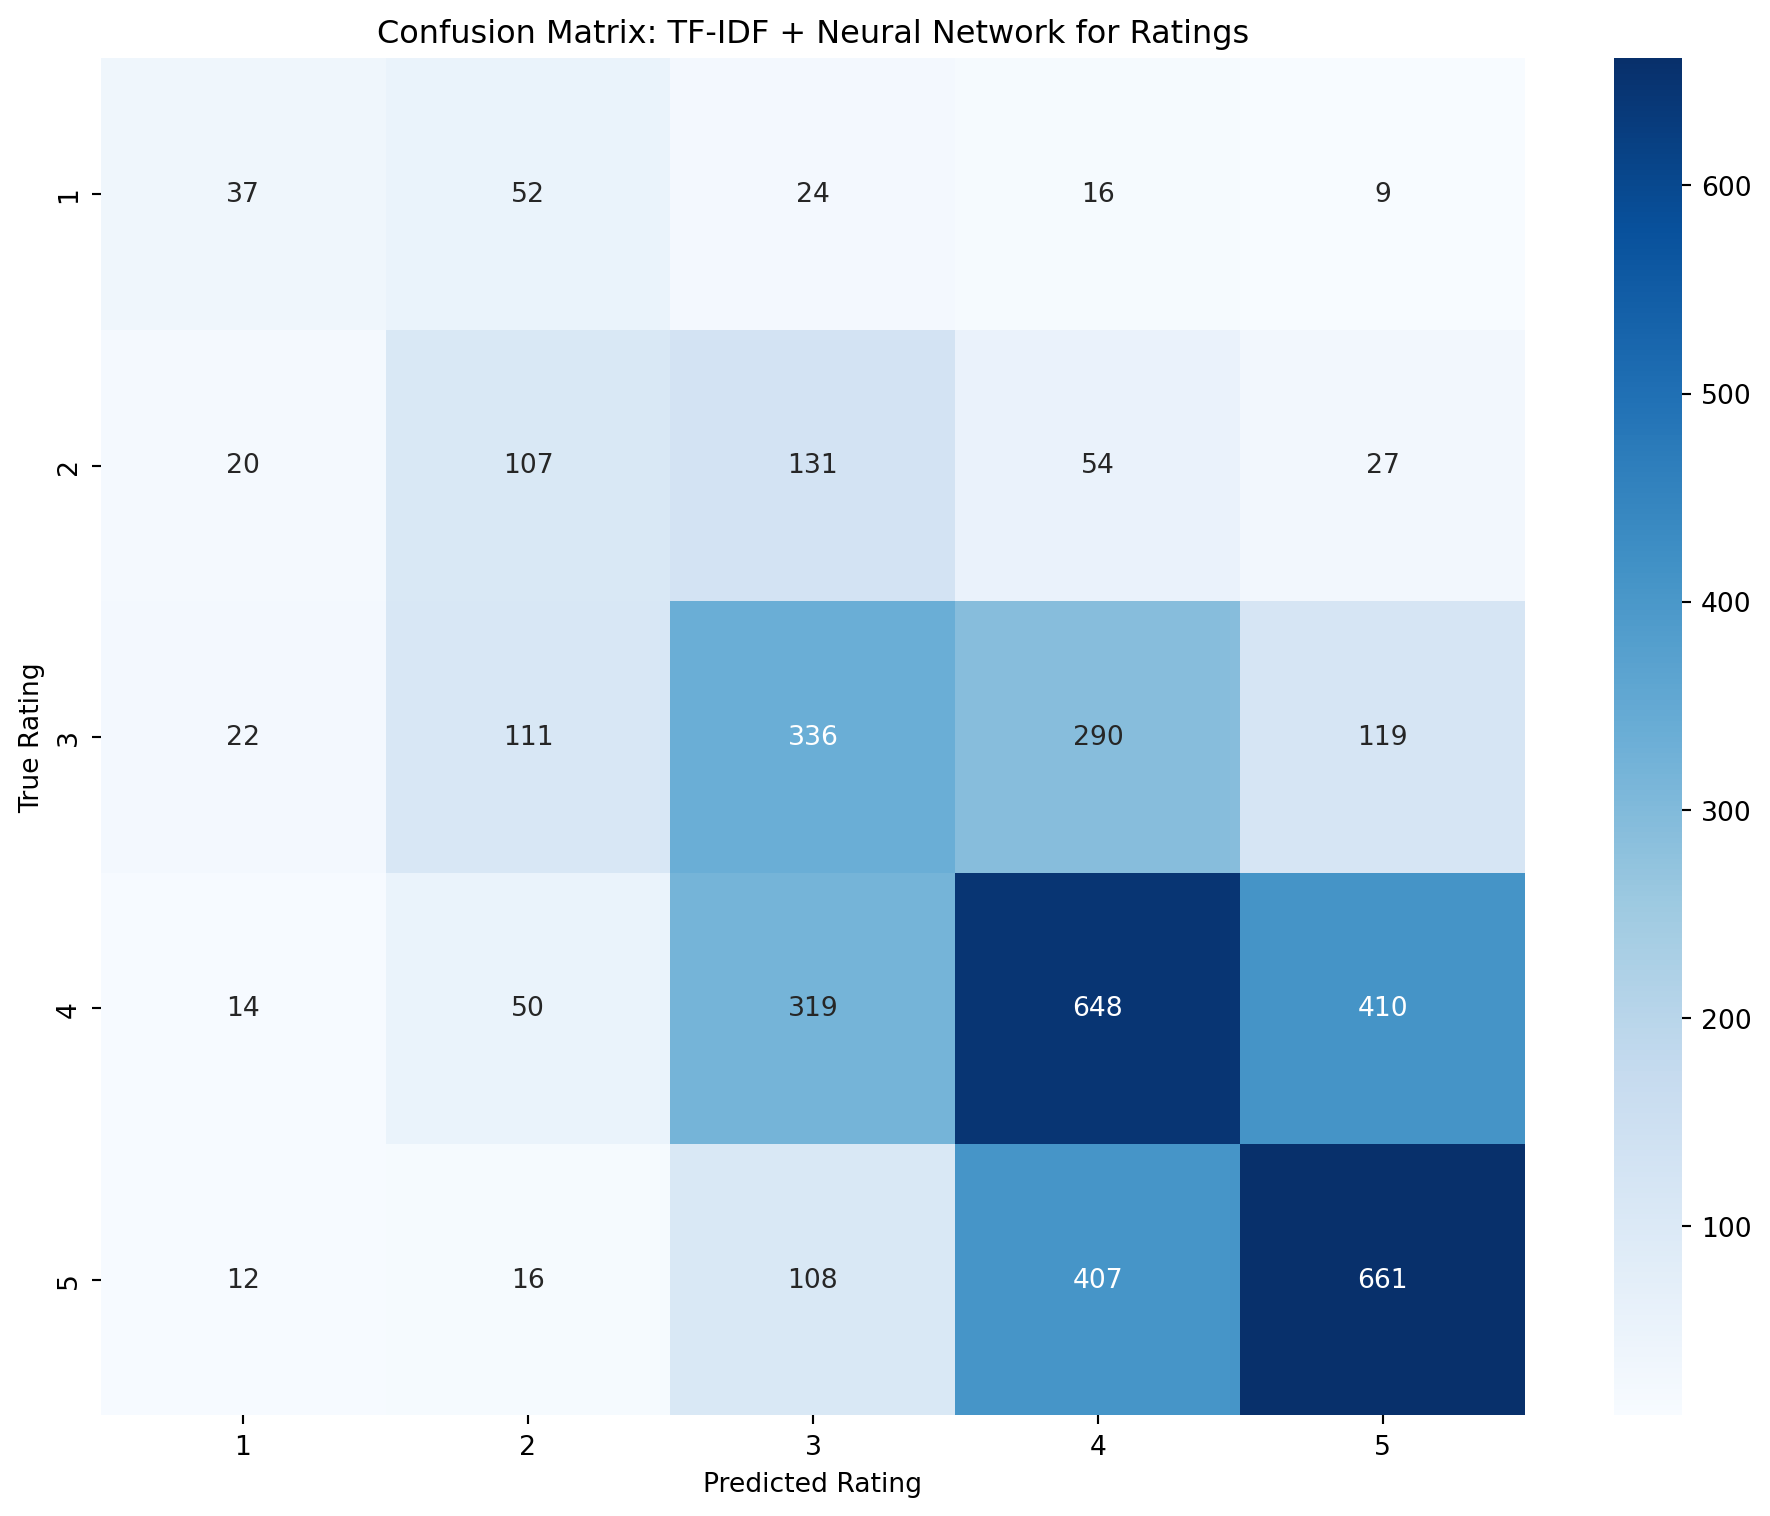 Confusion Matrix: TF-IDF + Neural Network for Ratings
1 37 52 24 16 9
2 20 107 131 54 27
3 22 111 336 290 119
4 14 50 319 648 410
5 12 16 108 407 661
1 2 3 4 5
Predicted Rating
True Rating
600
500
400
300
200
100